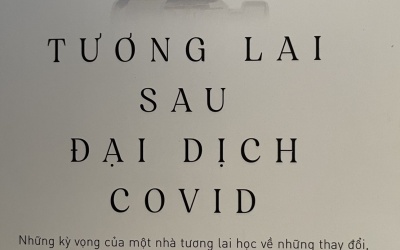 TƯƠNG LAI
SAU
ĐẠI DỊCH
COVID
Những kỳ vọng của một nhà tương lai học về những thay đổi,